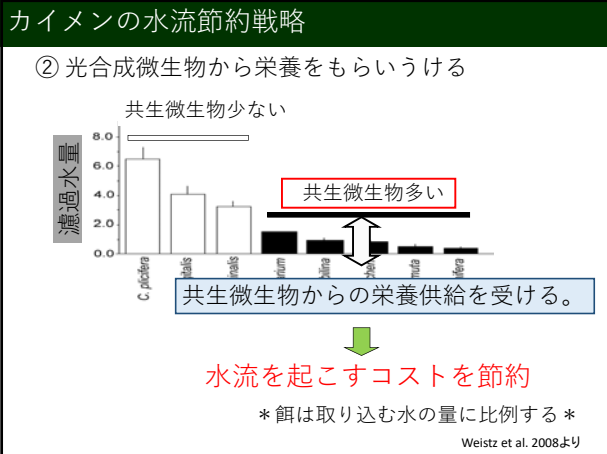 カイメンの水流節約戦略
② 光合成微生物から栄養をもらいうける
共生微生物少ない
濾過水量
8.0
6.0
4.0
2.0
0.0
共生微生物多い
C. plicifera
共生微生物からの栄養供給を受ける。
水流を起こすコストを節約
＊餌は取り込む水の量に比例する＊
Weistz et al. 2008より